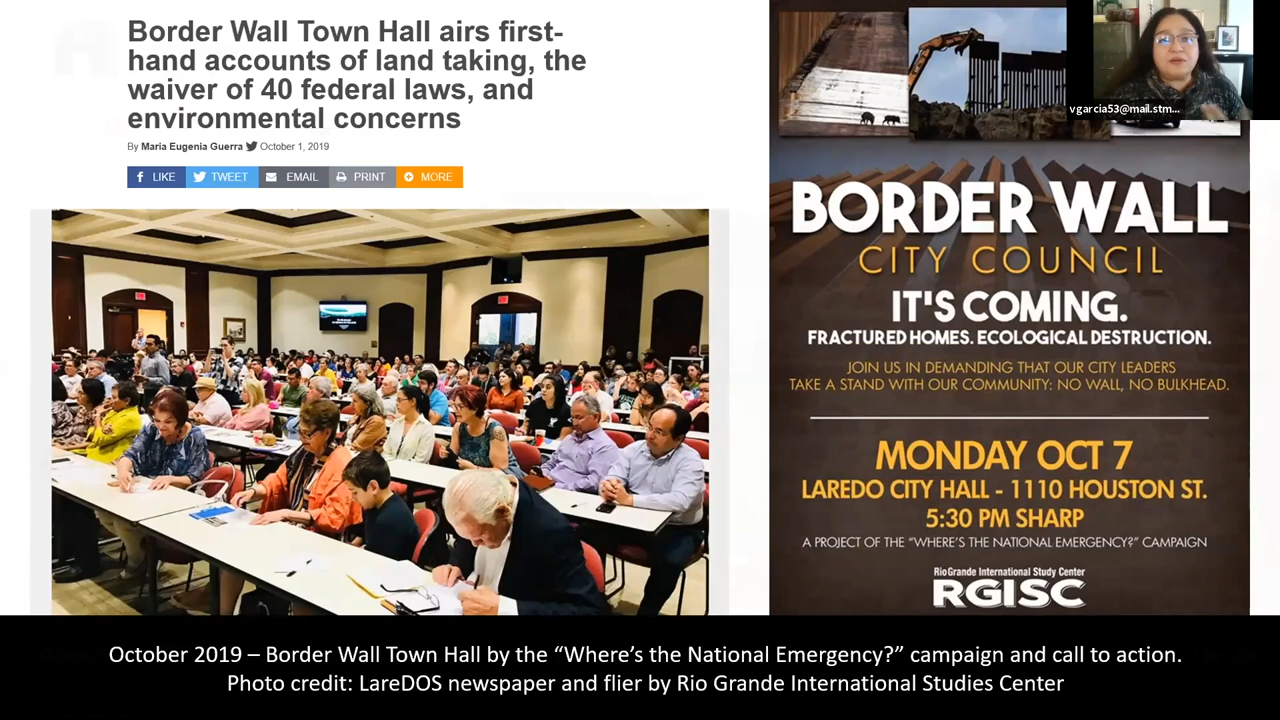 Border Wall Town Hall airs first-
hand accounts of land taking, the
waiver of 40 federal laws, and
environmental concerns
By Maria Eugenia Guerra October 1, 2019
LIKE TWEET EMAIL PRINT MORE
vgarcia53@mail.stm...
BORDER WALL
CITY COUNCIL
IT'S COMING.
FRACTURED HOMES. ECOLOGICAL DESTRUCTION.
JOIN US IN DEMANDING THAT OUR CITY LEADERS
TAKE A STAND WITH OUR COMMUNITY: NO WALL, NO BULKHEAD.
MONDAY OCT 7
LAREDO CITY HALL - 1110 HOUSTON ST.
5:30 PM SHARP
A PROJECT OF THE "WHERE'S THE NATIONAL EMERGENCY?" CAMPAIGN
Rio Grande International Study Center
RGISC
October 2019 – Border Wall Town Hall by the “Where’s the National Emergency?” campaign and call to action.
Photo credit: LareDOS newspaper and flier by Rio Grande International Studies Center